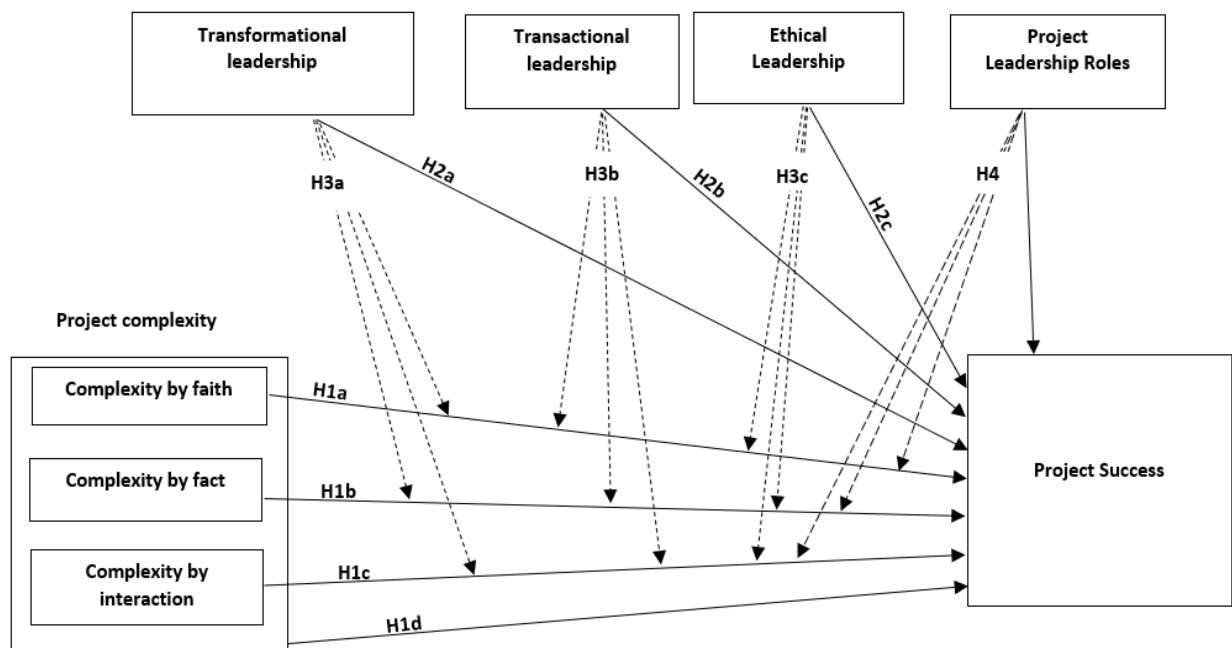 Transformational
leadership
Transactional
leadership
Ethical
Leadership
Project
Leadership Roles
H3a
H2a
H3b
H2b
H3c
H2c
H4
Project complexity
Complexity by faith
H1a
Complexity by fact
H1b
Complexity by
interaction
H1c
H1d
Project Success